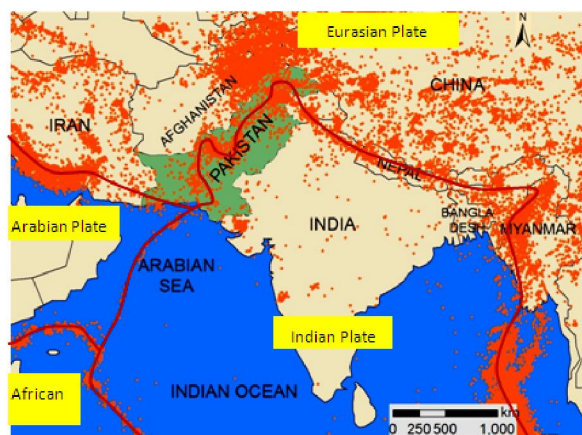 Eurasian Plate
N
CHINA
AFGHANISTAN
IRAN
PAKISTAN
NEPAL
Arabian Plate
INDIA
BANGLA
DESH
MYANMAR
ARABIAN
SEA
Indian Plate
African
INDIAN OCEAN
km
0 250 500 1,000